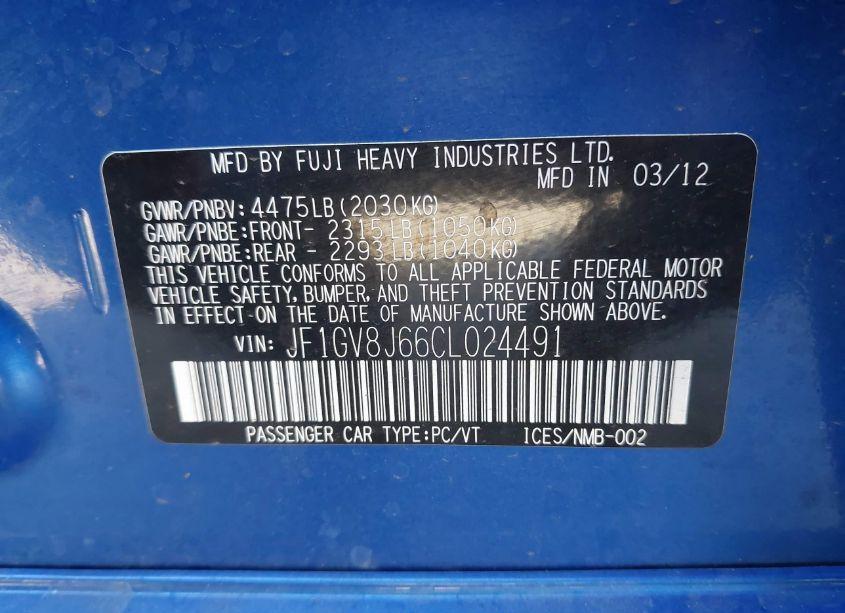 MFD BY FUJI HEAVY INDUSTRIES LTD.
MFD IN 03/12
GVWR/PNBV: 4475LB(2030KG)
GAWR/PNBE:FRONT- 2315LB(1050KG)
GAWR/PNBE:REAR - 2293LB(1040KG)
THIS VEHICLE CONFORMS TO ALL APPLICABLE FEDERAL MOTOR
VEHICLE SAFETY, BUMPER, AND THEFT PREVENTION STANDARDS
IN EFFECT ON THE DATE OF MANUFACTURE SHOWN ABOVE.
VIN: JF1GV8J66CL024491
PASSENGER CAR TYPE:PC/VT ICES/NMB-002